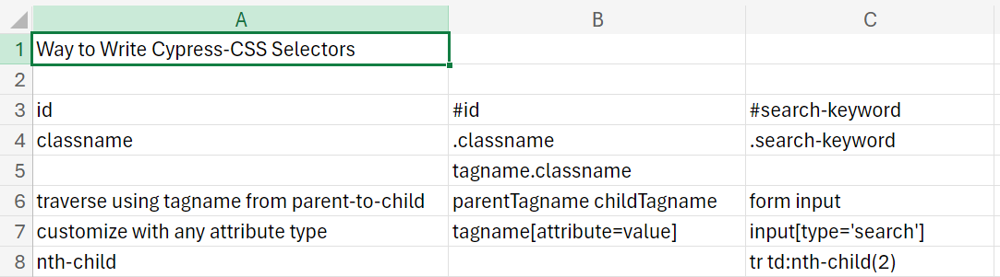 A B C
1 Way to Write Cypress-CSS Selectors
2
3 id #id #search-keyword
4 classname .classname .search-keyword
5 tagname.classname
6 traverse using tagname from parent-to-child parentTagname childTagname form input
7 customize with any attribute type tagname[attribute=value] input[type='search']
8 nth-child tr td:nth-child(2)